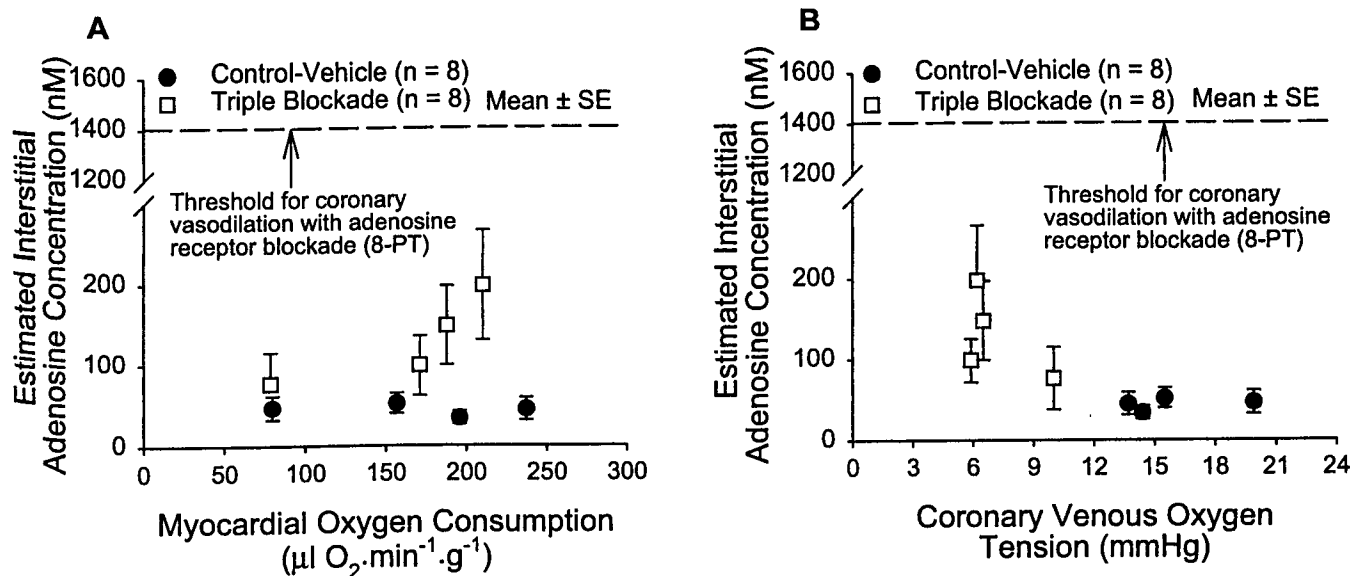 A
Estimated Interstitial
Adenosine Concentration (nM)
1600
1400
1200
200
100
0
Control-Vehicle (n = 8)
Triple Blockade (n = 8)
Mean ± SE
Threshold for coronary
vasodilation with adenosine
receptor blockade (8-PT)
0 50 100 150 200 250 300
Myocardial Oxygen Consumption
(µl O₂·min⁻¹·g⁻¹)
B
Estimated Interstitial
Adenosine Concentration (nM)
1600
1400
1200
200
100
0
Control-Vehicle (n = 8)
Triple Blockade (n = 8)
Mean ± SE
Threshold for coronary
vasodilation with adenosine
receptor blockade (8-PT)
0 3 6 9 12 15 18 21 24
Coronary Venous Oxygen
Tension (mmHg)